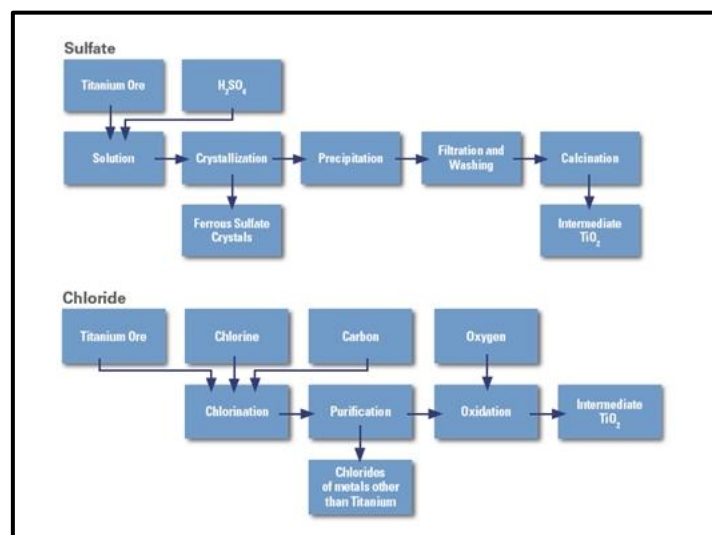 Sulfate
Titanium Ore
H₂SO₄
Solution
Crystallization
Precipitation
Filtration and
Washing
Calcination
Ferrous Sulfate
Crystals
Intermediate
TiO₂
Chloride
Titanium Ore
Chlorine
Carbon
Oxygen
Chlorination
Purification
Oxidation
Intermediate
TiO₂
Chlorides
of metals other
than Titanium